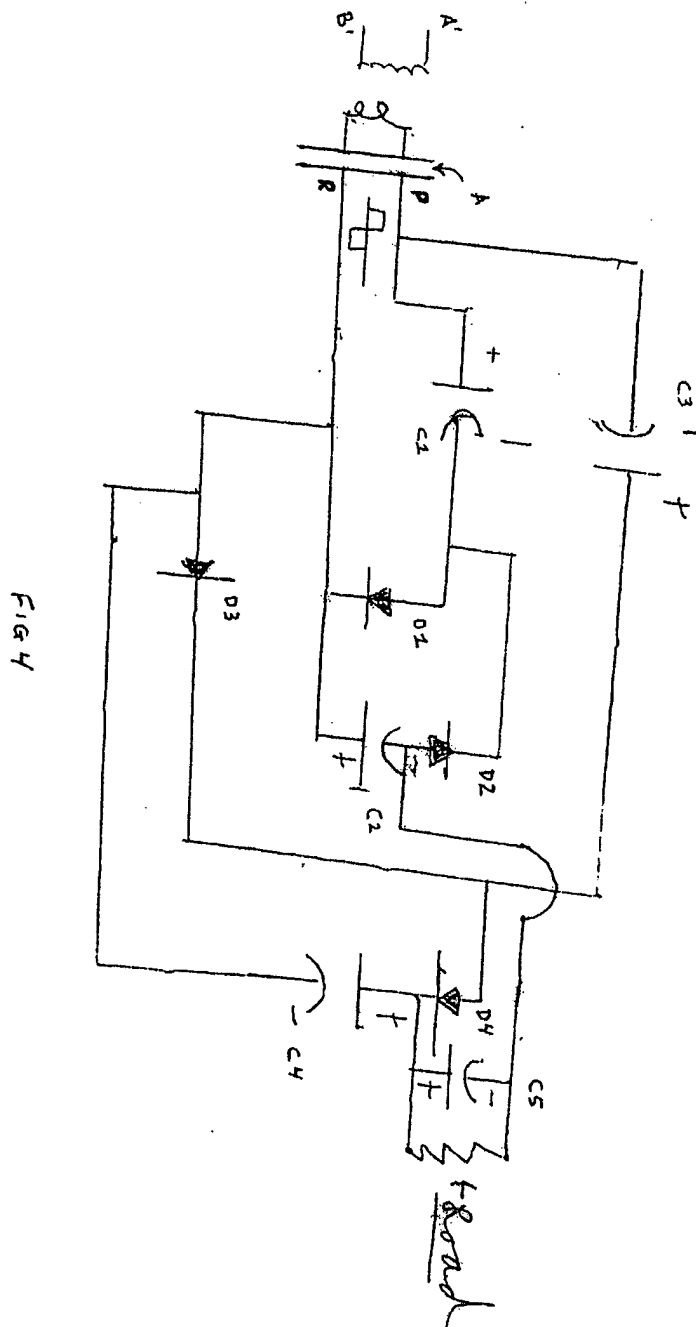 C3
- +
+ -
C1
C5
D2
A'
A
P
D1
C2
D4
-
+
-
+
Load
B'
R
+
C4
-
D3
FIG 4